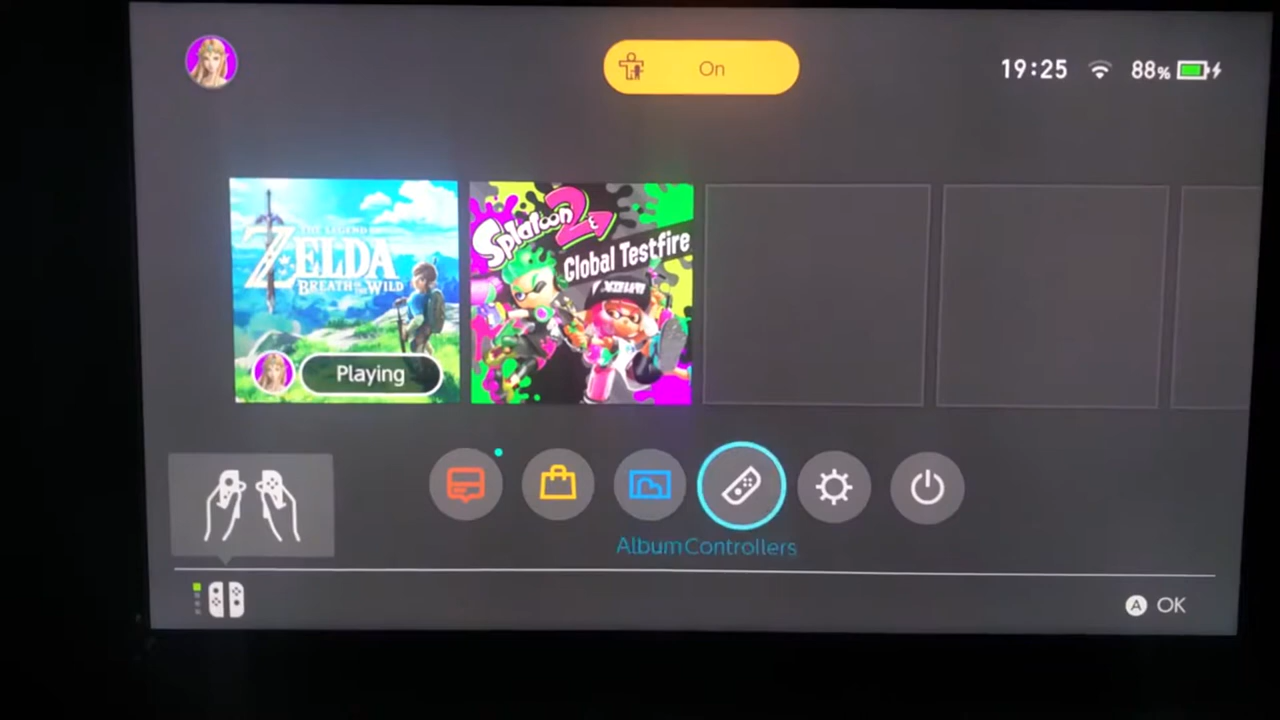 On
19:25
88%
THE LEGEND OF
ZELDA
BREATH OF THE WILD
Playing
Splatoon 2
Global Testfire
AlbumControllers
A OK